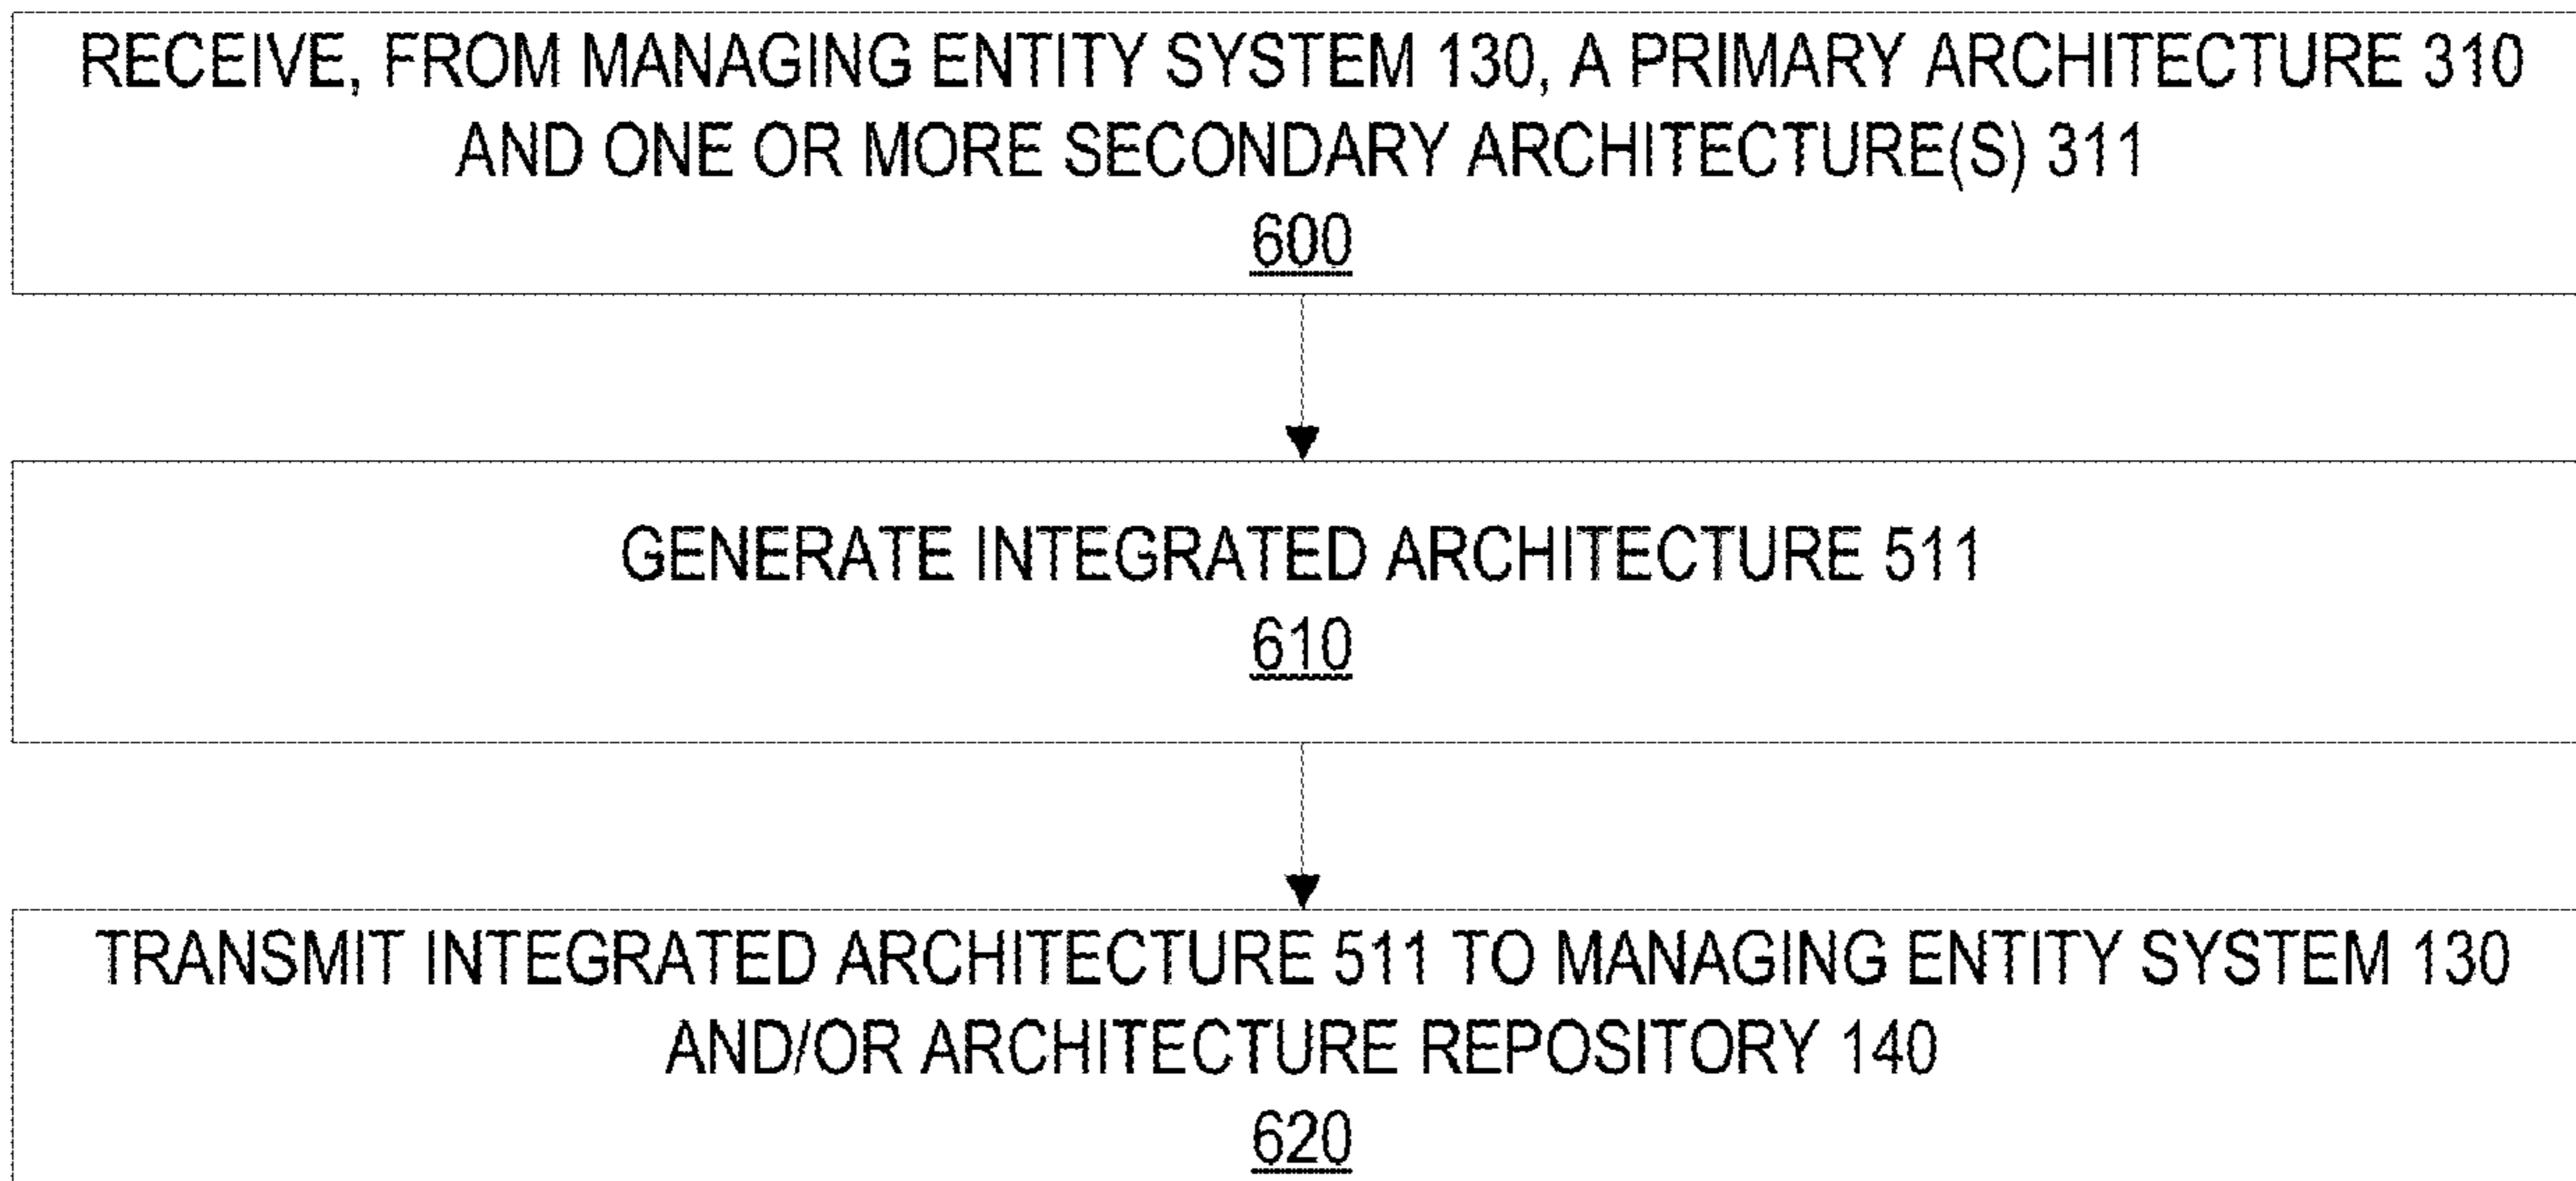 RECEIVE, FROM MANAGING ENTITY SYSTEM 130, A PRIMARY ARCHITECTURE 310
AND ONE OR MORE SECONDARY ARCHITECTURE(S) 311
600
GENERATE INTEGRATED ARCHITECTURE 511
610
TRANSMIT INTEGRATED ARCHITECTURE 511 TO MANAGING ENTITY SYSTEM 130
AND/OR ARCHITECTURE REPOSITORY 140
620